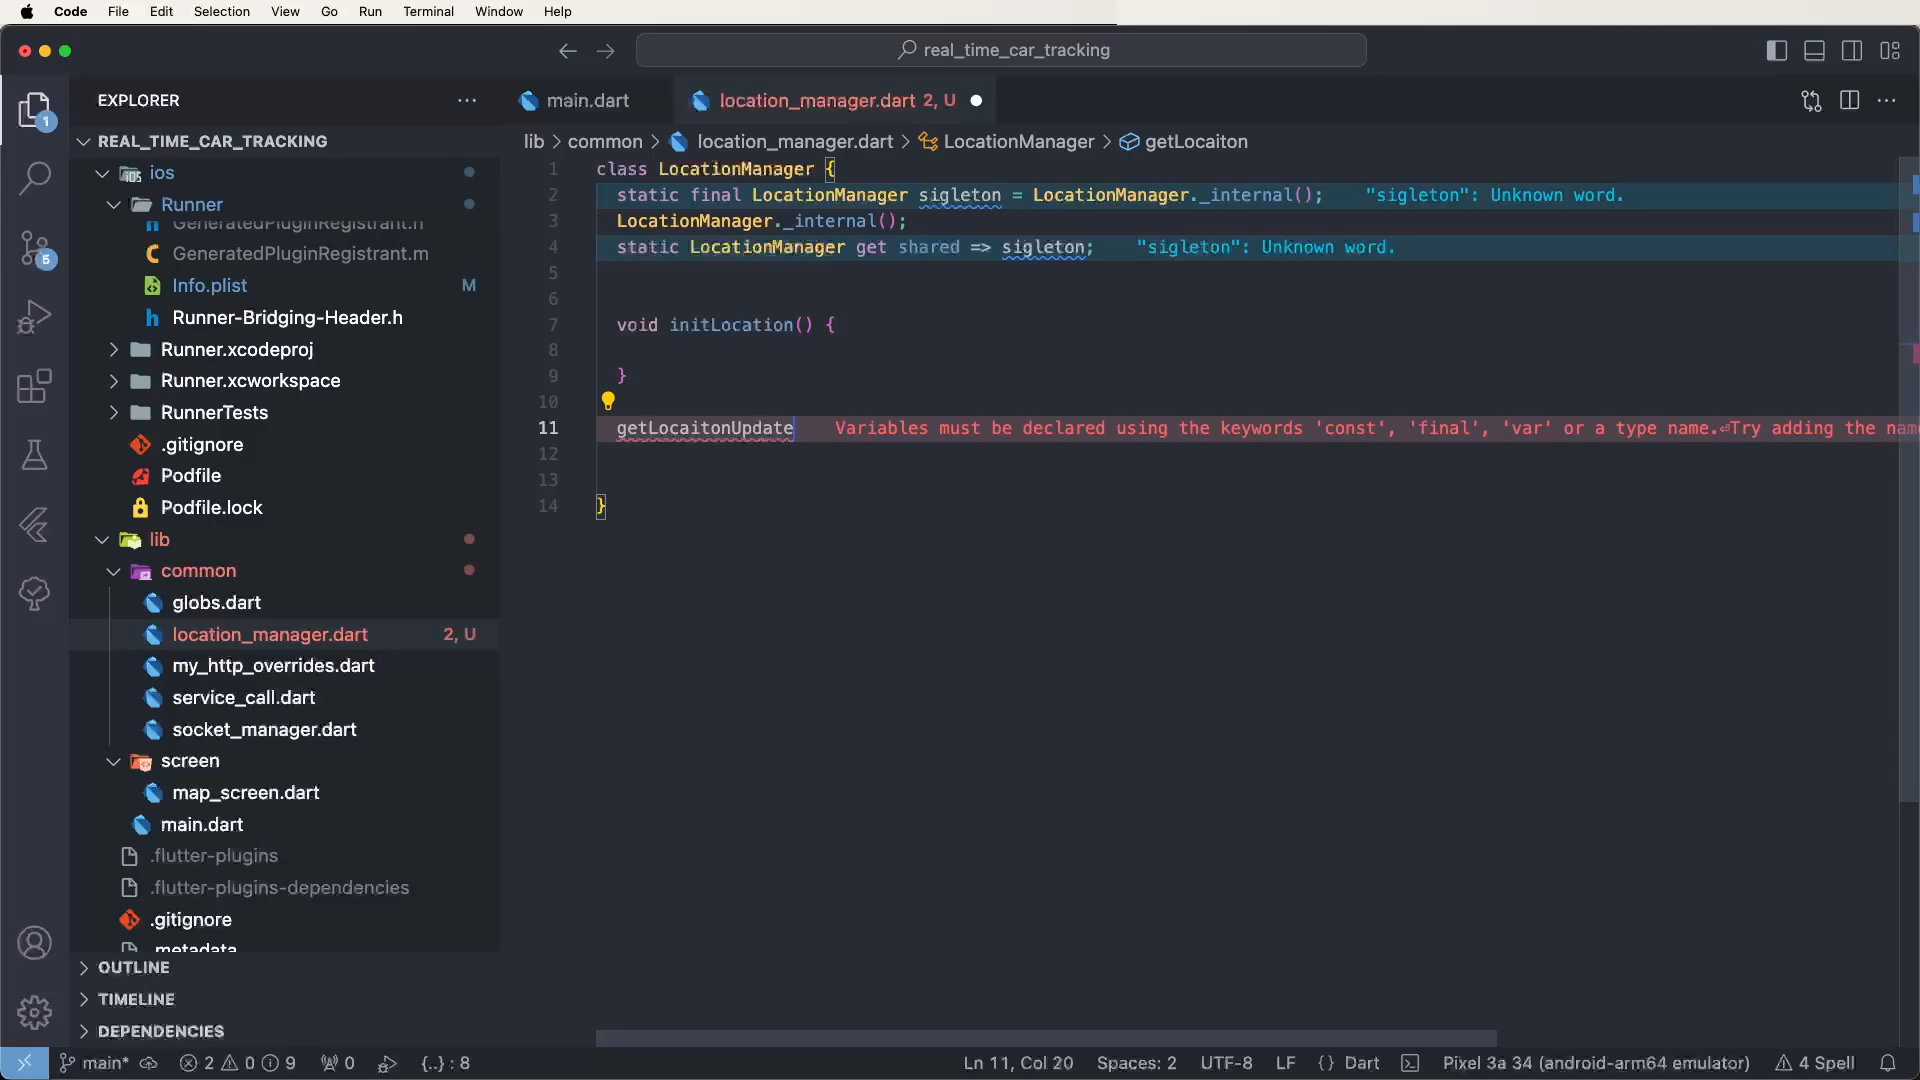 Code File Edit Selection View Go Run Terminal Window Help
real_time_car_tracking
EXPLORER
main.dart
location_manager.dart 2, U
REAL_TIME_CAR_TRACKING
lib > common > location_manager.dart > LocationManager > getLocaiton
ios
Runner
GeneratedPluginRegistrant.h
GeneratedPluginRegistrant.m
Info.plist M
Runner-Bridging-Header.h
Runner.xcodeproj
Runner.xcworkspace
RunnerTests
.gitignore
Podfile
Podfile.lock
lib
common
globs.dart
location_manager.dart 2, U
my_http_overrides.dart
service_call.dart
socket_manager.dart
screen
map_screen.dart
main.dart
.flutter-plugins
.flutter-plugins-dependencies
.gitignore
.metadata
OUTLINE
TIMELINE
DEPENDENCIES
1
5
1 class LocationManager {
2 static final LocationManager sigleton = LocationManager._internal(); "sigleton": Unknown word.
3 LocationManager._internal();
4 static LocationManager get shared => sigleton; "sigleton": Unknown word.
5
6
7 void initLocation() {
8
9 }
10
11 getLocaitonUpdate Variables must be declared using the keywords 'const', 'final', 'var' or a type name.⏎Try adding the nam
12
13
14 }
main* 2 0 9 0 {..} : 8 Ln 11, Col 20 Spaces: 2 UTF-8 LF {} Dart Pixel 3a 34 (android-arm64 emulator) 4 Spell